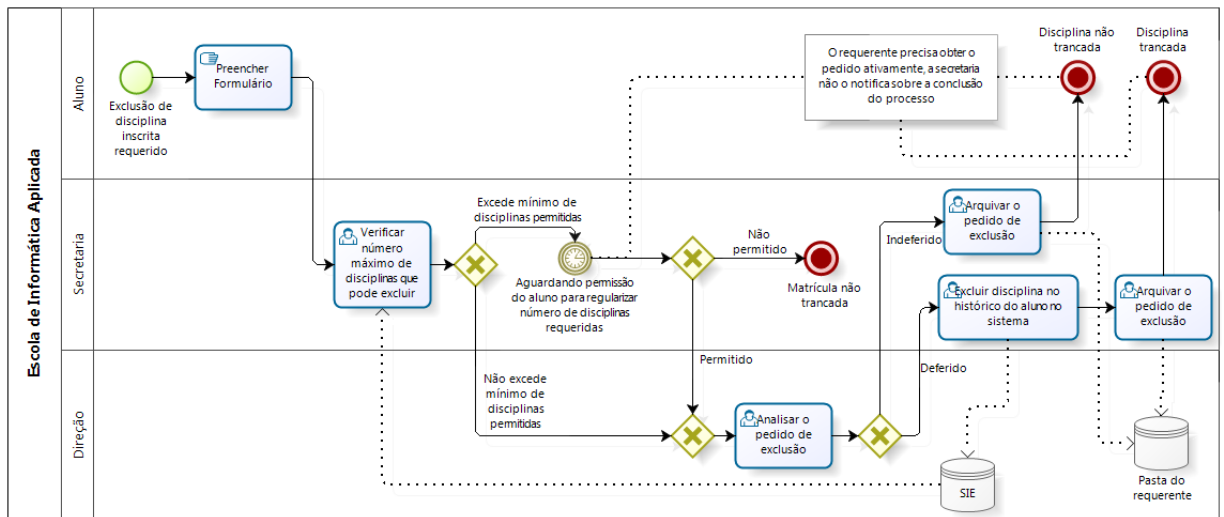 Escola de Informática Aplicada
Aluno
Exclusão de
disciplina
inscrita
requerido
Preencher
Formulário
O requerente precisa obter o
pedido ativamente, a secretaria
não o notifica sobre a conclusão
do processo
Disciplina não
trancada
Disciplina
trancada
Secretaria
Verificar
número
máximo de
disciplinas que
pode excluir
Excede mínimo de
disciplinas permitidas
Aguardando permissão
do aluno para regularizar
número de disciplinas
requeridas
Não
permitido
Matrícula não
trancada
Indeferido
Arquivar o
pedido de
exclusão
Excluir disciplina no
histórico do aluno no
sistema
Arquivar o
pedido de
exclusão
Direção
Não excede
mínimo de
disciplinas
permitidas
Permitido
Analisar o
pedido de
exclusão
Deferido
SIE
Pasta do
requerente